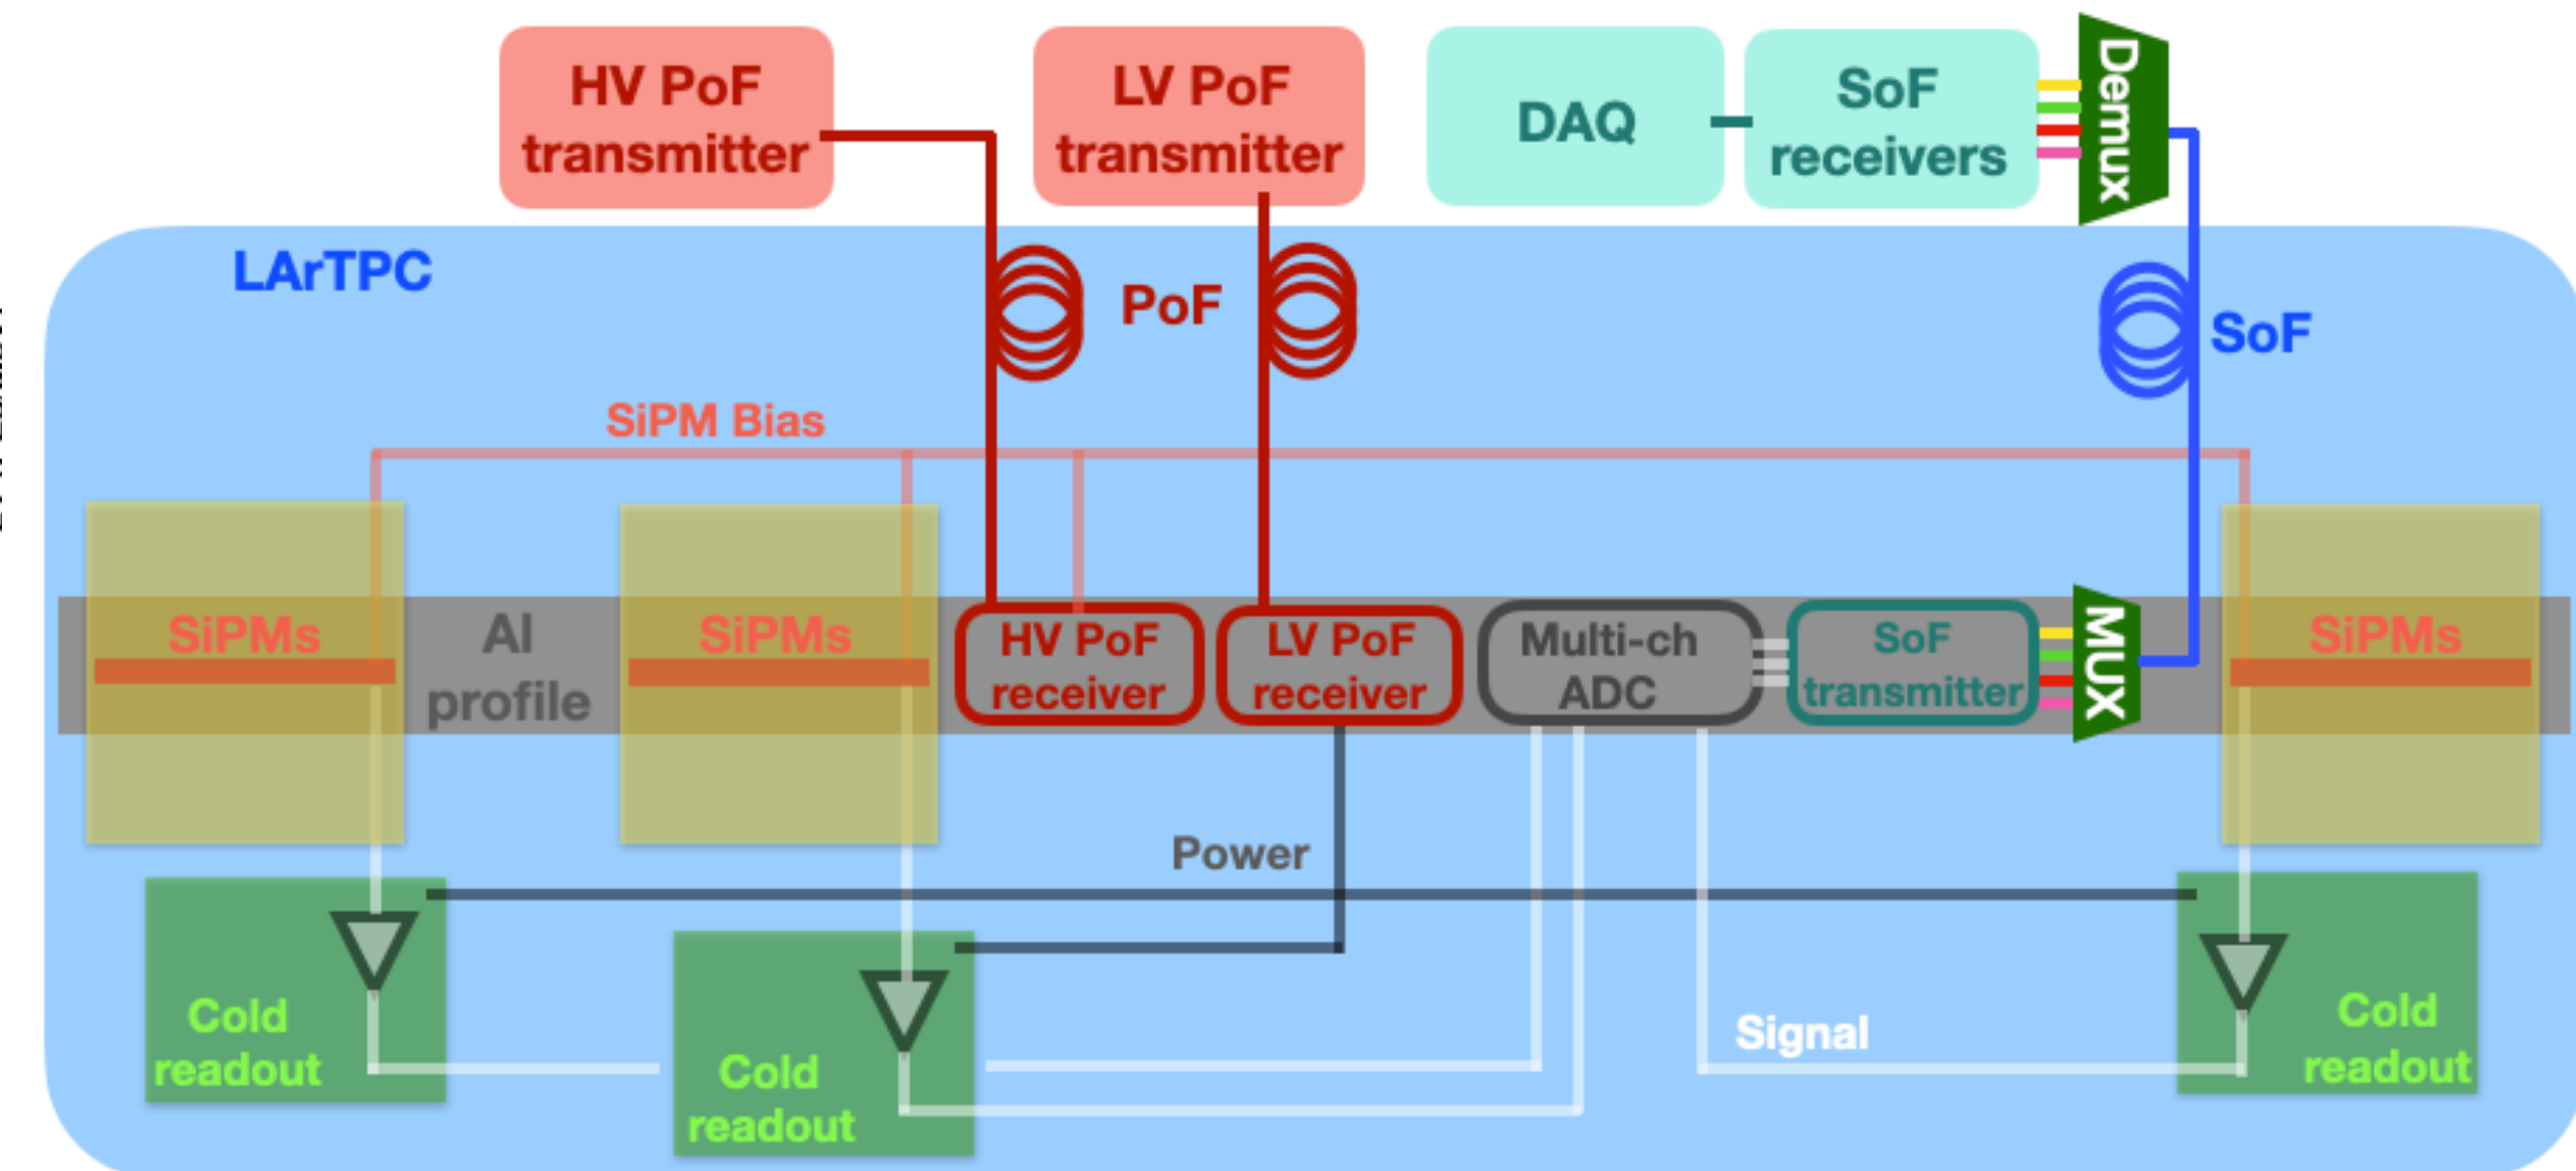 HV PoF
transmitter
LV PoF
transmitter
DAQ
SoF
receivers
Demux
LArTPC
PoF
SoF
SiPM Bias
SiPMs
Al
profile
SiPMs
HV PoF
receiver
LV PoF
receiver
Multi-ch
ADC
SoF
transmitter
MUX
SiPMs
Power
Cold
readout
Cold
readout
Signal
Cold
readout